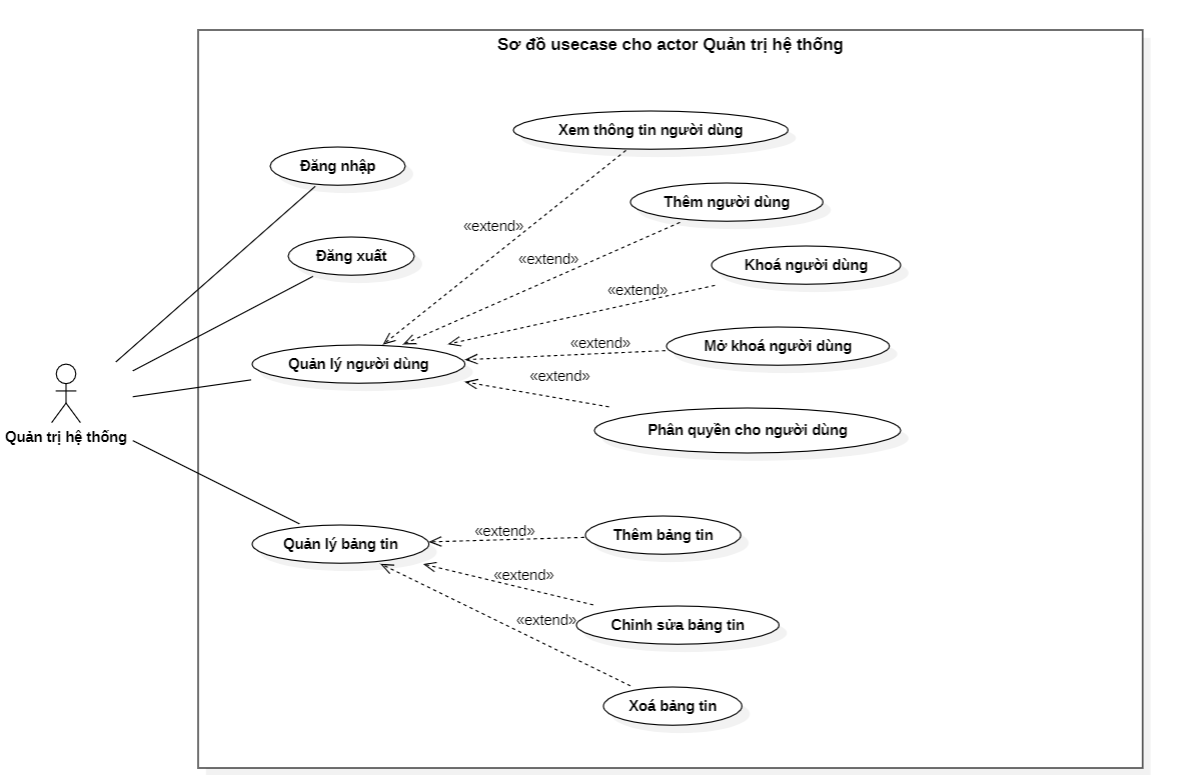 Sơ đồ usecase cho actor Quản trị hệ thống
Xem thông tin người dùng
Đăng nhập
Thêm người dùng
«extend»
Đăng xuất
«extend»
Khoá người dùng
«extend»
«extend»
Mở khoá người dùng
Quản lý người dùng
«extend»
Phân quyền cho người dùng
Quản trị hệ thống
«extend»
Thêm bảng tin
Quản lý bảng tin
«extend»
«extend»
Chỉnh sửa bảng tin
Xoá bảng tin